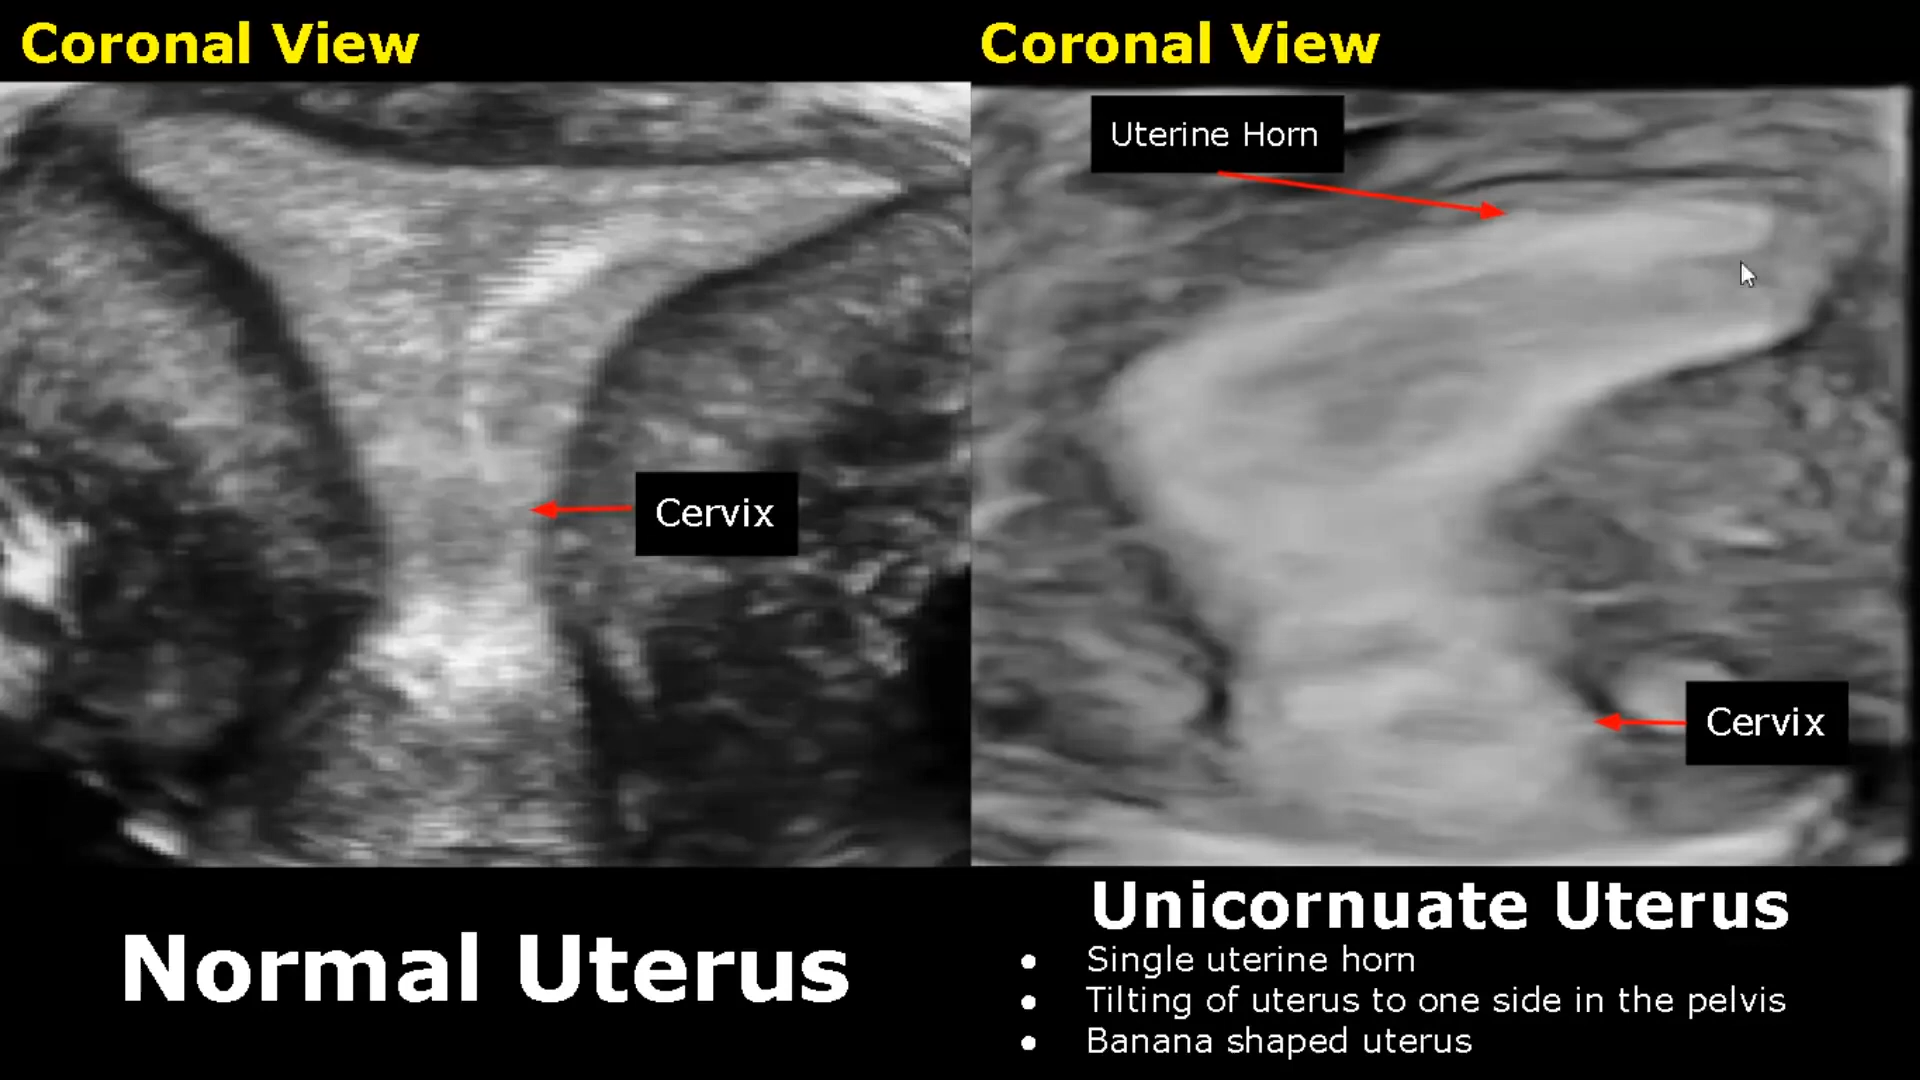 Coronal View
Cervix
Normal Uterus
Coronal View
Uterine Horn
Cervix
Unicornuate Uterus
• Single uterine horn
• Tilting of uterus to one side in the pelvis
• Banana shaped uterus